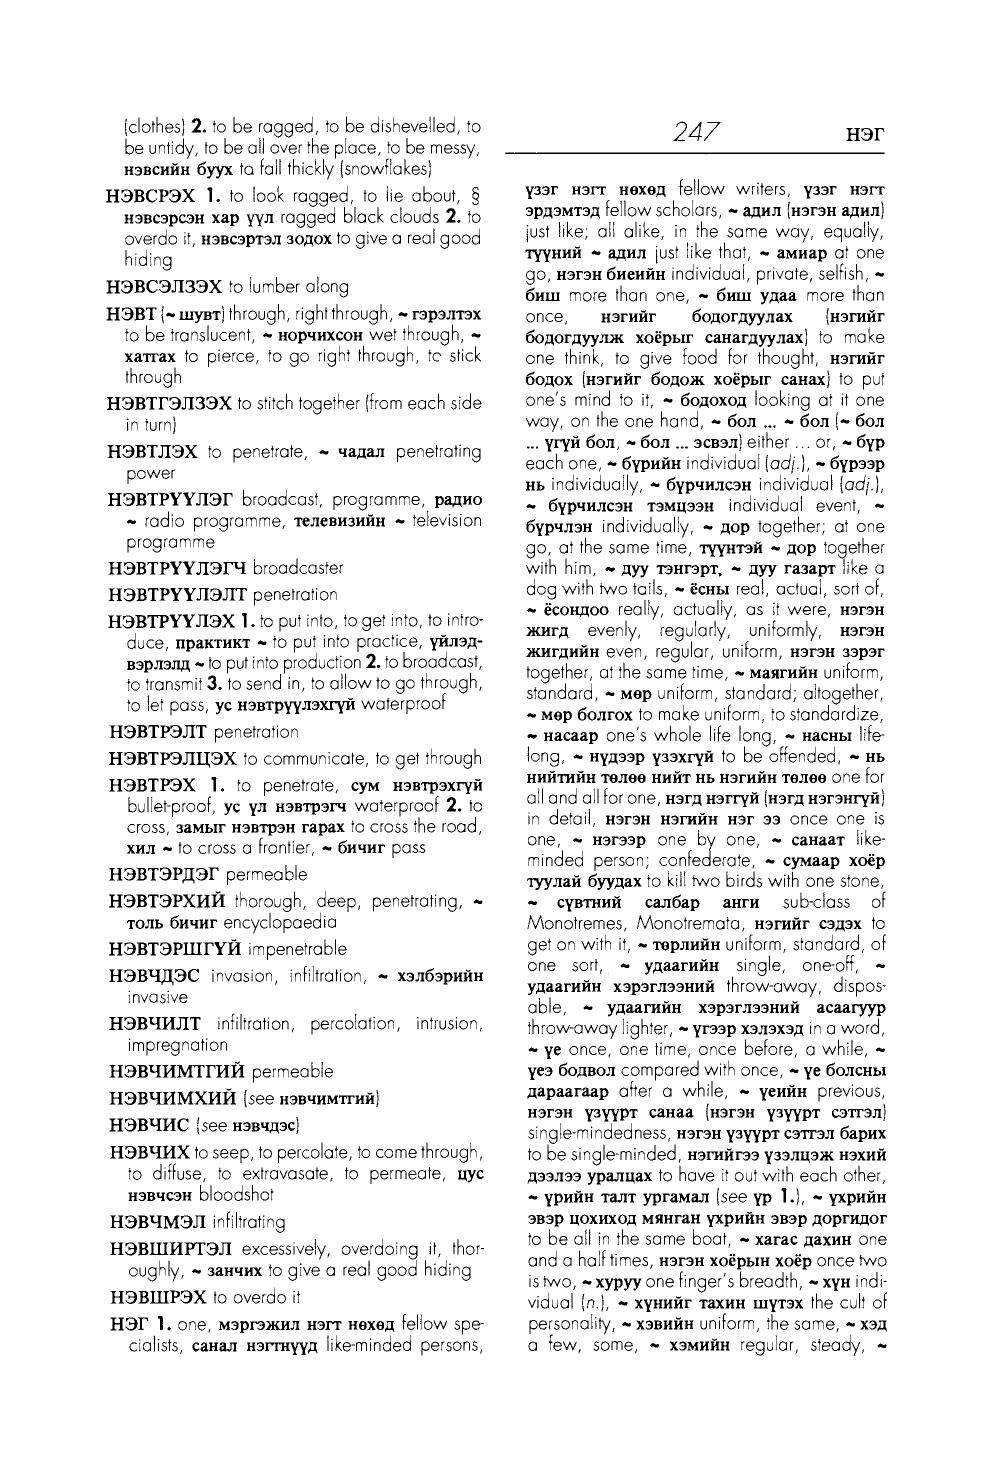 (clothes) 2. to be ragged, to be dishevelled, to
be untidy, to be all over the place, to be messy,
нэвсийн буух to fall thickly (snowflakes)
НЭВСРЭХ 1. to look ragged, to lie about, §
нэвсэрсэн хар үүл ragged black clouds 2. to
overdo it, нэвсэртэл зодох to give a real good
hiding
НЭВСЭЛЗЭХ to lumber along
НЭВТ (~ шувт) through, right through, ~ гэрэлтэх
to be translucent, ~ норчихсон wet through, ~
хатгах to pierce, to go right through, to stick
through
НЭВТГЭЛЗЭХ to stitch together (from each side
in turn)
НЭВТЛЭХ to penetrate, ~ чадал penetrating
power
НЭВТРҮҮЛЭГ broadcast, programme, радио
~ radio programme, телевизийн ~ television
programme
НЭВТРҮҮЛЭГЧ broadcaster
НЭВТРҮҮЛЭЛТ penetration
НЭВТРҮҮЛЭХ 1. to put into, to get into, to intro-
duce, практикт ~ to put into practice, үйлэд-
вэрлэлд ~ to put into production 2. to broadcast,
to transmit 3. to send in, to allow to go through,
to let pass, ус нэвтрүүлэхгүй waterproof
НЭВТРЭЛТ penetration
НЭВТРЭЛЦЭХ to communicate, to get through
НЭВТРЭХ 1. to penetrate, сум нэвтрэхгүй
bullet-proof, ус үл нэвтрэгч waterproof 2. to
cross, замыг нэвтрэн гарах to cross the road,
хил ~ to cross a frontier, ~ бичиг pass
НЭВТЭРДЭГ permeable
НЭВТЭРХИЙ thorough, deep, penetrating, ~
толь бичиг encyclopaedia
НЭВТЭРШГҮЙ impenetrable
НЭВЧДЭС invasion, infiltration, ~ хэлбэрийн
invasive
НЭВЧИЛТ infiltration, percolation, intrusion,
impregnation
НЭВЧИМТГИЙ permeable
НЭВЧИМХИЙ (see нэвчимтгий)
НЭВЧИС (see нэвчдэс)
НЭВЧИХ to seep, to percolate, to come through,
to diffuse, to extravasate, to permeate, цус
нэвчсэн bloodshot
НЭВЧМЭЛ infiltrating
НЭВШИРТЭЛ excessively, overdoing it, thor-
oughly, ~ занчих to give a real good hiding
НЭВШРЭХ to overdo it
НЭГ 1. one, мэргэжил нэгт нөхөд fellow spe-
cialists, санал нэгтнүүд like-minded persons,
247 НЭГ
үзэг нэгт нөхөд fellow writers, үзэг нэгт
эрдэмтэд fellow scholars, ~ адил (нэгэн адил)
just like; all alike, in the same way, equally,
түүний ~ адил just like that, ~ амиар at one
go, нэгэн биеийн individual, private, selfish, ~
биш more than one, ~ биш удаа more than
once, нэгийг бодогдуулах (нэгийг
бодогдуулж хоёрыг санагдуулах) to make
one think, to give food for thought, нэгийг
бодох (нэгийг бодож хоёрыг санах) to put
one's mind to it, ~ бодоход looking at it one
way, on the one hand, ~ бол ... ~ бол (~ бол
... үгүй бол, ~ бол ... эсвэл) either ... or, ~ бүр
each one, ~ бүрийн individual (adj.), ~ бүрээр
нь individually, ~ бүрчилсэн individual (adj.),
~ бүрчилсэн тэмцээн individual event, ~
бүрчлэн individually, ~ дор together; at one
go, at the same time, түүнтэй ~ дор together
with him, ~ дуу тэнгэрт, ~ дуу газарт like a
dog with two tails, ~ ёсны real, actual, sort of,
~ ёсондоо really, actually, as it were, нэгэн
жигд evenly, regularly, uniformly, нэгэн
жигдийн even, regular, uniform, нэгэн зэрэг
together, at the same time, ~ маягийн uniform,
standard, ~ мөр uniform, standard; altogether,
~ мөр болгох to make uniform, to standardize,
~ насаар one's whole life long, ~ насны life-
long, ~ нүдээр үзэхгүй to be offended, ~ нь
нийтийн төлөө нийт нь нэгийн төлөө one for
all and all for one, нэгд нэггүй (нэгд нэгэнгүй)
in detail, нэгэн нэгийн нэг ээ once one is
one, ~ нэгээр one by one, ~ санаат like-
minded person; confederate, ~ сумаар хоёр
туулай буудах to kill two birds with one stone,
~ сүвтний салбар анги sub-class of
Monotremes, Monotremata, нэгийг сэдэх to
get on with it, ~ төрлийн uniform, standard, of
one sort, ~ удаагийн single, one-off, ~
удаагийн хэрэглээний throw-away, dispos-
able, ~ удаагийн хэрэглээний асаагуур
throw-away lighter, ~ үгээр хэлэхэд in a word,
~ үе once, one time, once before, a while, ~
үеэ бодвол compared with once, ~ үе болсны
дараагаар after a while, ~ үеийн previous,
нэгэн үзүүрт санаа (нэгэн үзүүрт сэтгэл)
single-mindedness, нэгэн үзүүрт сэтгэл барих
to be single-minded, нэгийгээ үзэлцэж нэхий
дээлээ уралцах to have it out with each other,
~ үрийн талт ургамал (see үр 1.), ~ үхрийн
эвэр цохиход мянган үхрийн эвэр доргидог
to be all in the same boat, ~ хагас дахин one
and a half times, нэгэн хоёрын хоёр once two
is two, ~ хуруу one finger's breadth, ~ хүн indi-
vidual (n.), ~ хүнийг тахин шүтэх the cult of
personality, ~ хэвийн uniform, the same, ~ хэд
a few, some, ~ хэмийн regular, steady, ~